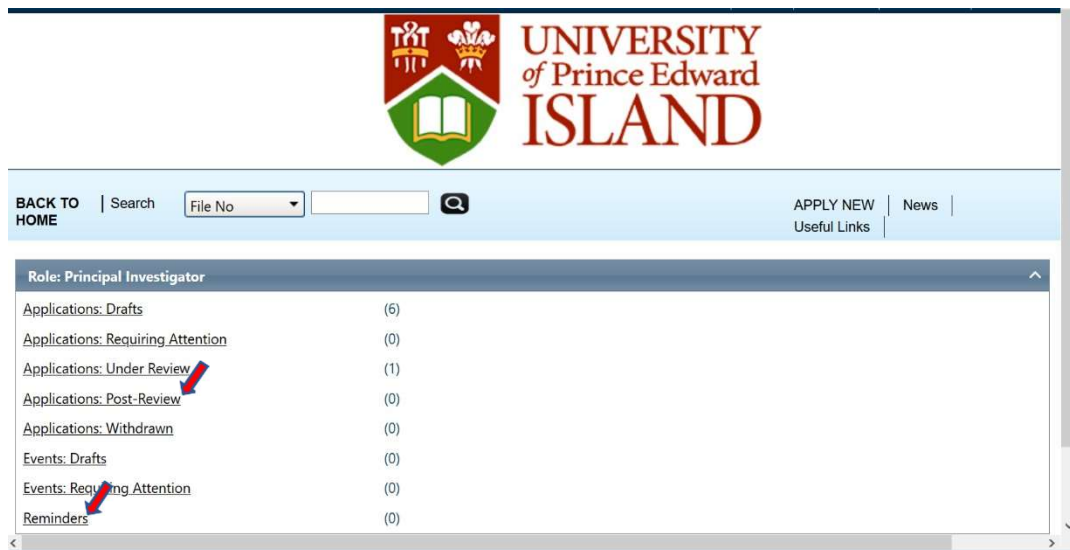 UNIVERSITY
of Prince Edward
ISLAND
BACK TO HOME | Search File No
APPLY NEW | News |
Useful Links |
Role: Principal Investigator
Applications: Drafts (6)
Applications: Requiring Attention (0)
Applications: Under Review (1)
Applications: Post-Review (0)
Applications: Withdrawn (0)
Events: Drafts (0)
Events: Requiring Attention (0)
Reminders (0)